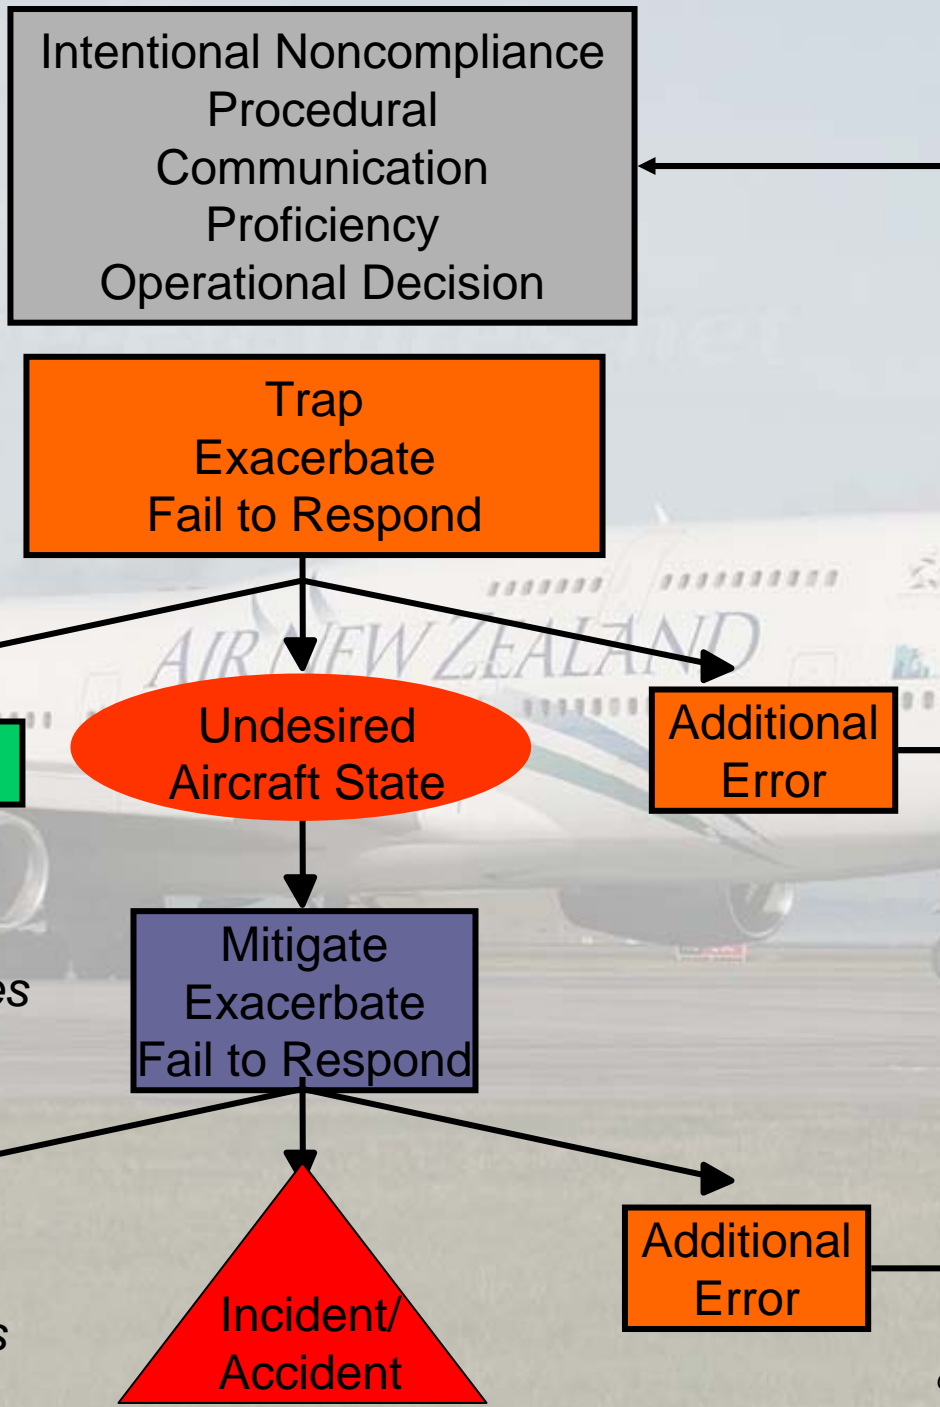 Intentional Noncompliance
Procedural
Communication
Proficiency
Operational Decision
Trap
Exacerbate
Fail to Respond
AIR NEW ZEALAND
Undesired
Aircraft State
Additional
Error
Mitigate
Exacerbate
Fail to Respond
Additional
Error
Incident/
Accident